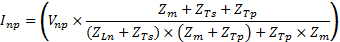 I_np = (V_np × (Z_m + Z_Ts + Z_Tp) / ((Z_Ln + Z_Ts) × (Z_m + Z_Tp) + Z_Tp × Z_m))